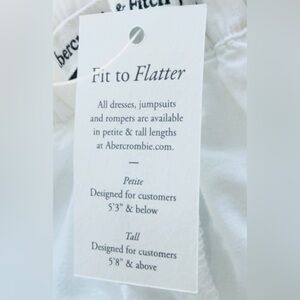 & Fitch
Fit to Flatter
All dresses, jumpsuits
and rompers are available
in petite & tall lengths
at Abercrombie.com.
Petite
Designed for customers
5'3" & below
Tall
Designed for customers
5'8" & above